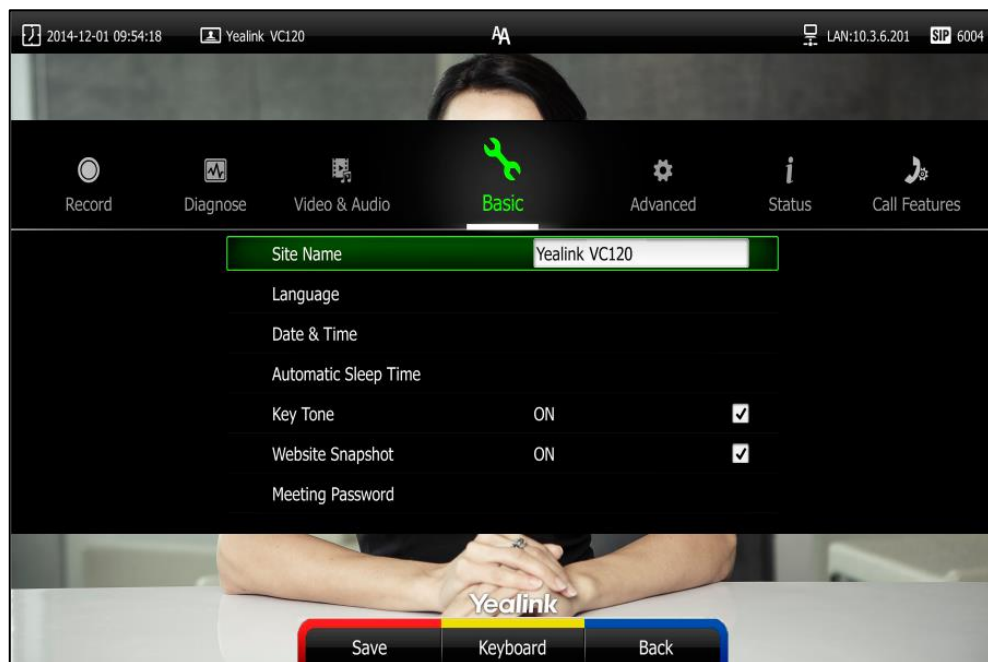 2014-12-01 09:54:18 Yealink VC120 AA LAN:10.3.6.201 SIP 6004
Record Diagnose Video & Audio Basic Advanced Status Call Features
Site Name Yealink VC120
Language
Date & Time
Automatic Sleep Time
Key Tone ON
Website Snapshot ON
Meeting Password
Yealink
Save Keyboard Back